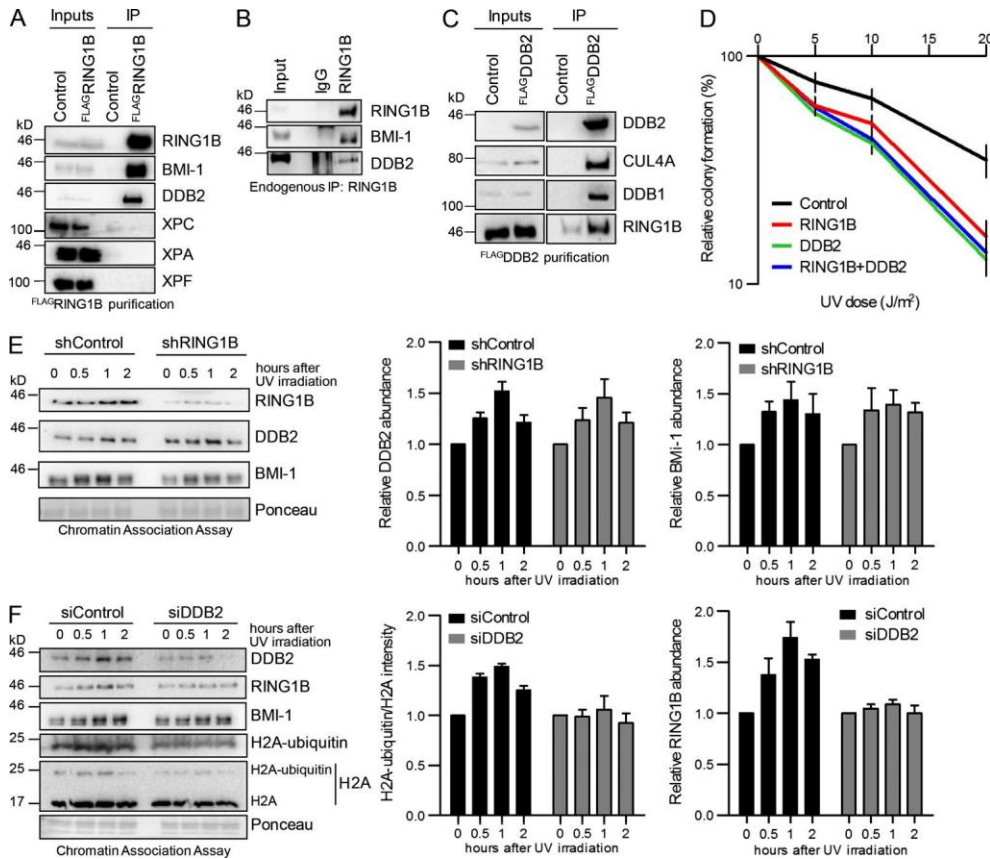 A
Inputs IP
Control
FLAGRING1B
Control
FLAGRING1B
kD
46
RING1B
46
BMI-1
46
DDB2
100
XPC
XPA
100
XPF
FLAGRING1B purification
B
Input
IgG
RING1B
kD
46
RING1B
46
BMI-1
46
DDB2
Endogenous IP: RING1B
C
Inputs IP
Control
FLAGDDB2
Control
FLAGDDB2
kD
46
DDB2
80
CUL4A
DDB1
100
46
RING1B
FLAGDDB2 purification
D
0 5 10 20
100
10
Relative colony formation (%)
Control
RING1B
DDB2
RING1B+DDB2
UV dose (J/m²)
E
shControl shRING1B
0 0.5 1 2 0 0.5 1 2 hours after
UV irradiation
kD
46
RING1B
46
DDB2
46
BMI-1
Ponceau
Chromatin Association Assay
shControl
shRING1B
Relative DDB2 abundance
2.0
1.5
1.0
0.5
0.0
0 0.5 1 2 0 0.5 1 2
hours after UV irradiation
shControl
shRING1B
Relative BMi-1 abundance
2.0
1.5
1.0
0.5
0.0
0 0.5 1 2 0 0.5 1 2
hours after UV irradiation
F
siControl siDDB2
0 0.5 1 2 0 0.5 1 2 hours after
UV irradiation
kD
46
DDB2
46
RING1B
BMI-1
25
H2A-ubiquitin
25
H2A-ubiquitin
H2A
17
H2A
Ponceau
Chromatin Association Assay
siControl
siDDB2
H2A-ubiquitin/H2A intensity
2.0
1.5
1.0
0.5
0.0
0 0.5 1 2 0 0.5 1 2
hours after UV irradiation
siControl
siDDB2
Relative RING1B abundance
2.0
1.5
1.0
0.5
0.0
0 0.5 1 2 0 0.5 1 2
hours after UV irradiation